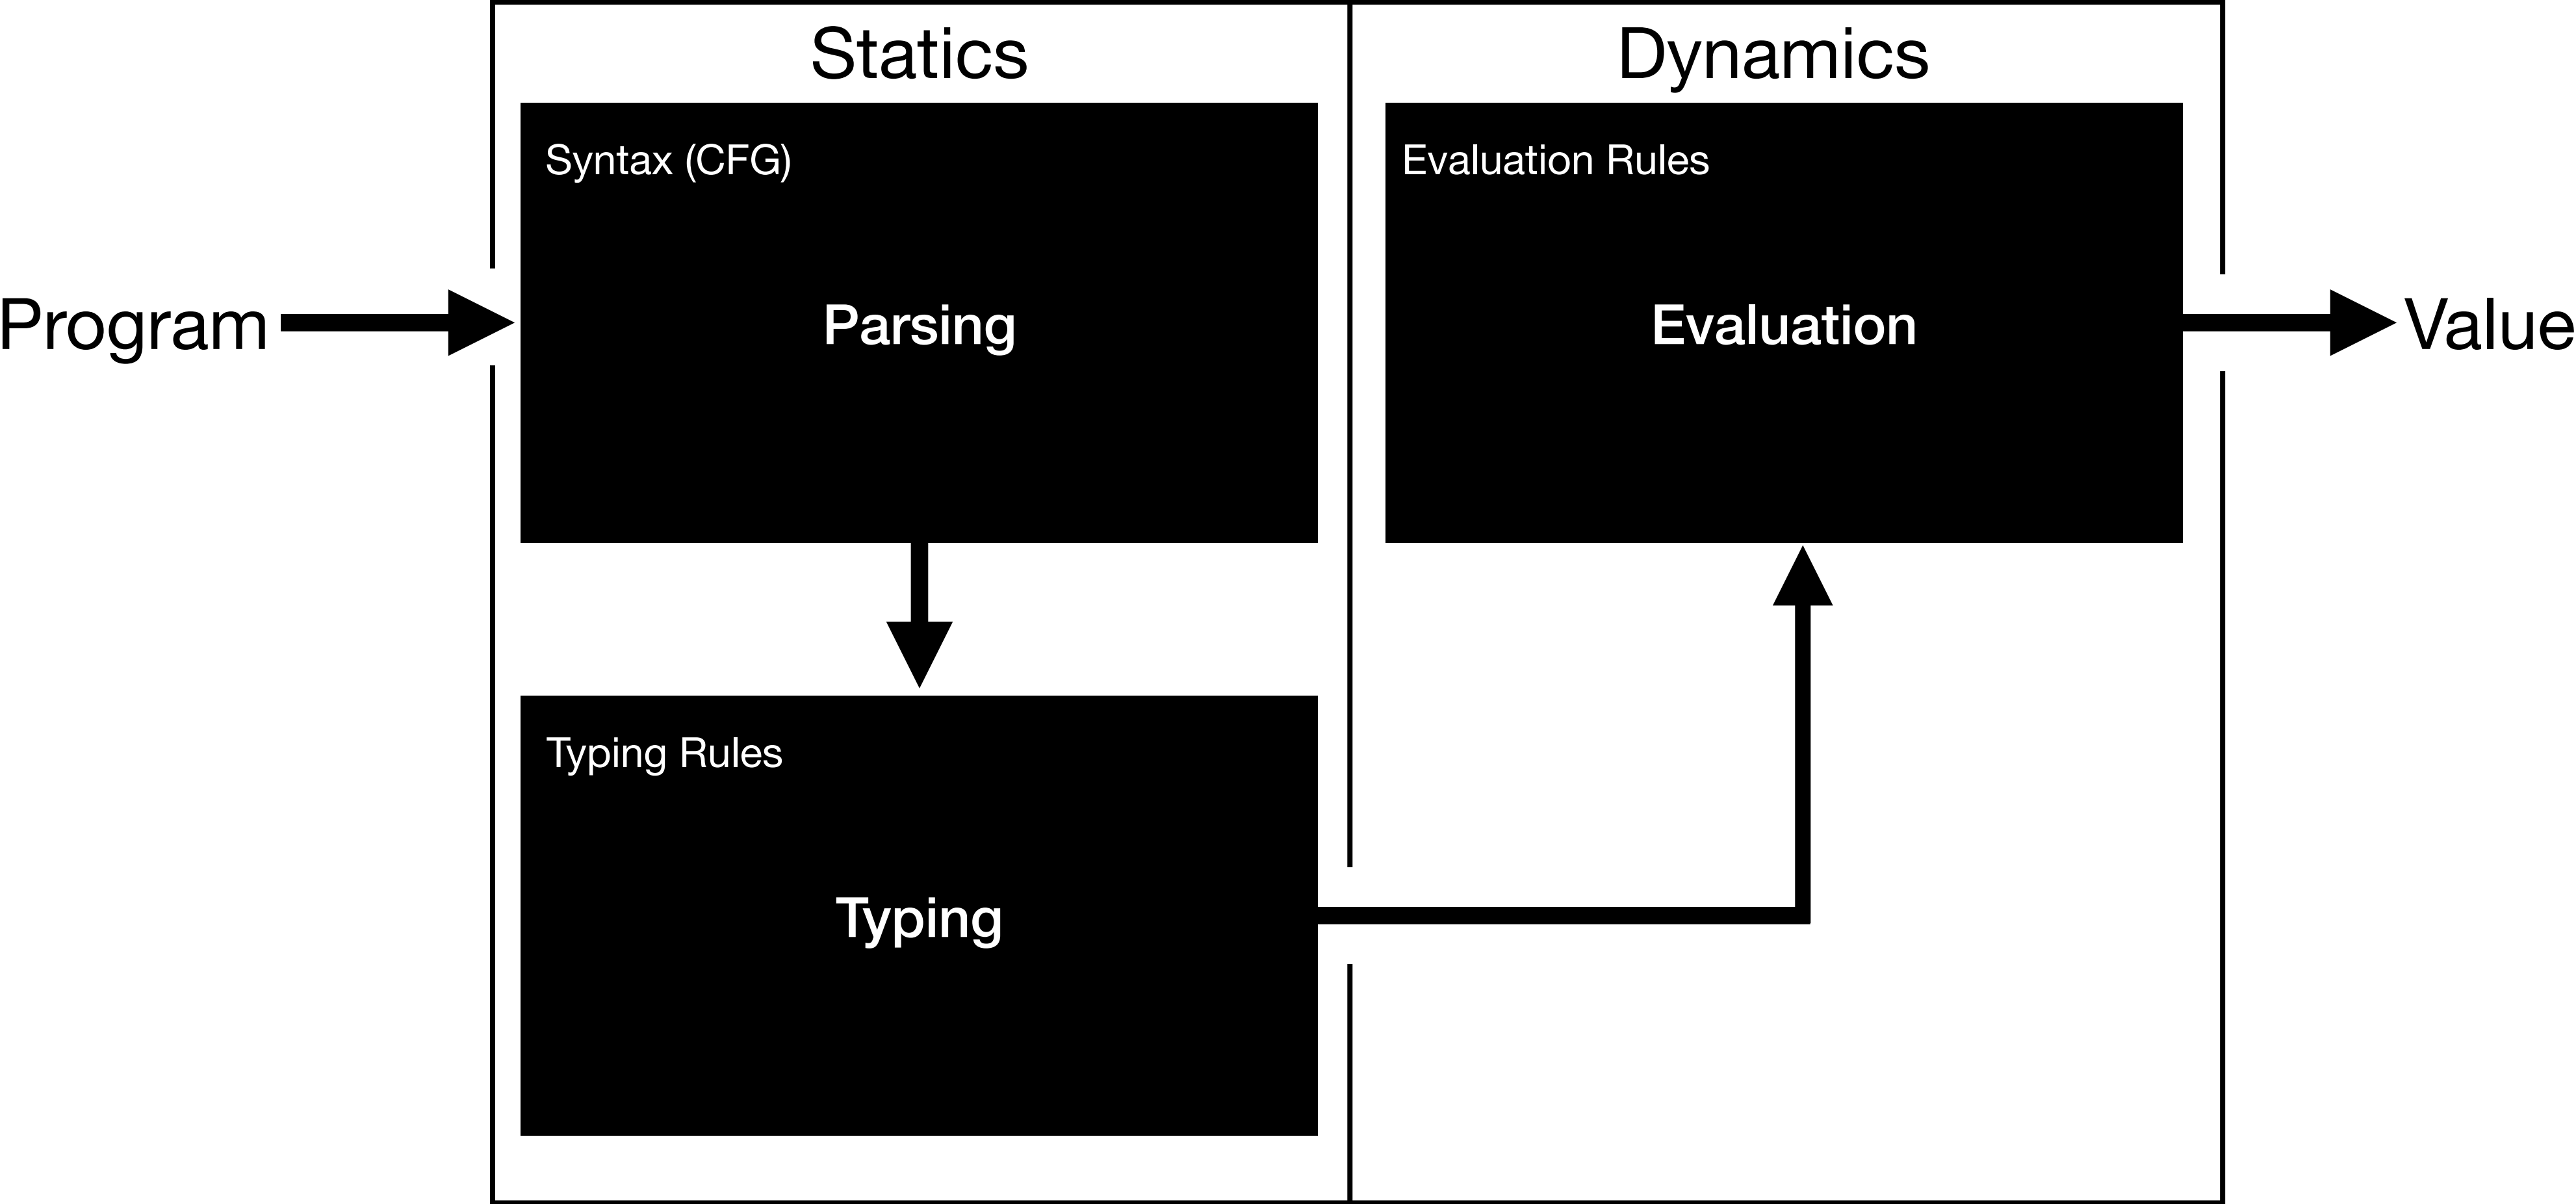 Statics
Dynamics
Syntax (CFG)
Evaluation Rules
Program
Parsing
Evaluation
Value
Typing Rules
Typing